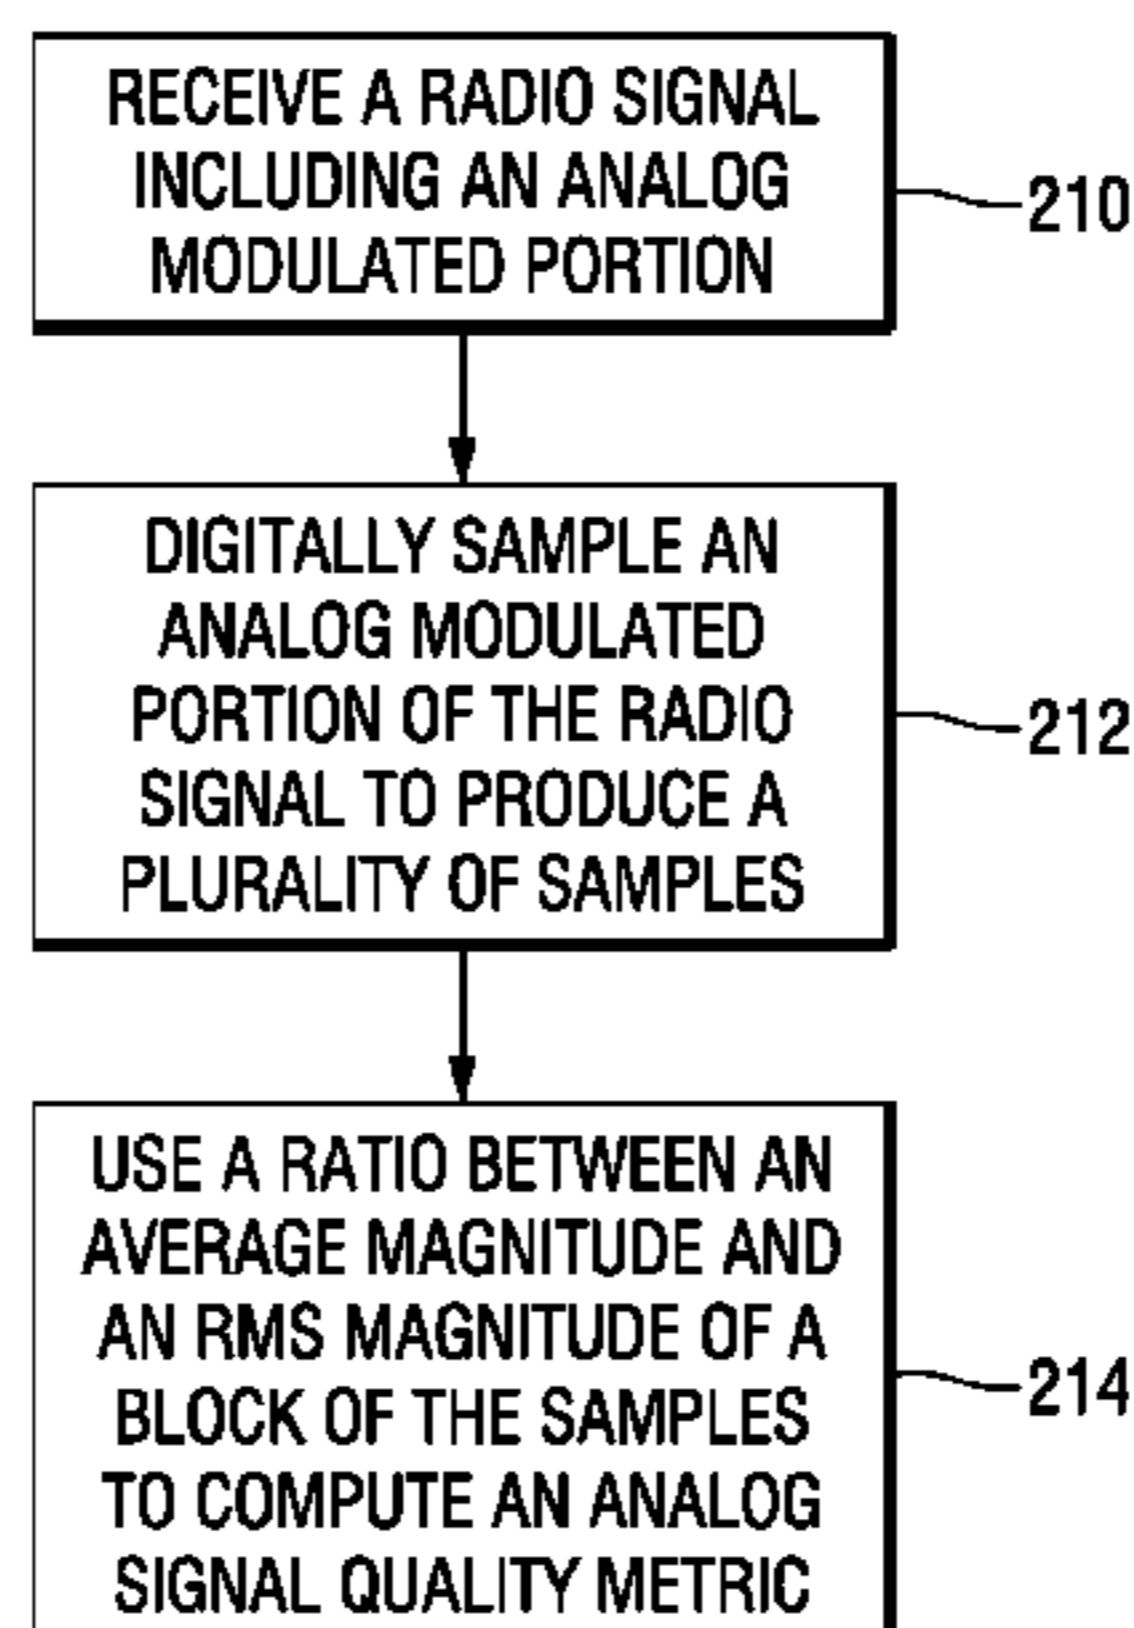 RECEIVE A RADIO SIGNAL
INCLUDING AN ANALOG
MODULATED PORTION
210
DIGITALLY SAMPLE AN
ANALOG MODULATED
PORTION OF THE RADIO
SIGNAL TO PRODUCE A
PLURALITY OF SAMPLES
212
USE A RATIO BETWEEN AN
AVERAGE MAGNITUDE AND
AN RMS MAGNITUDE OF A
BLOCK OF THE SAMPLES
TO COMPUTE AN ANALOG
SIGNAL QUALITY METRIC
214